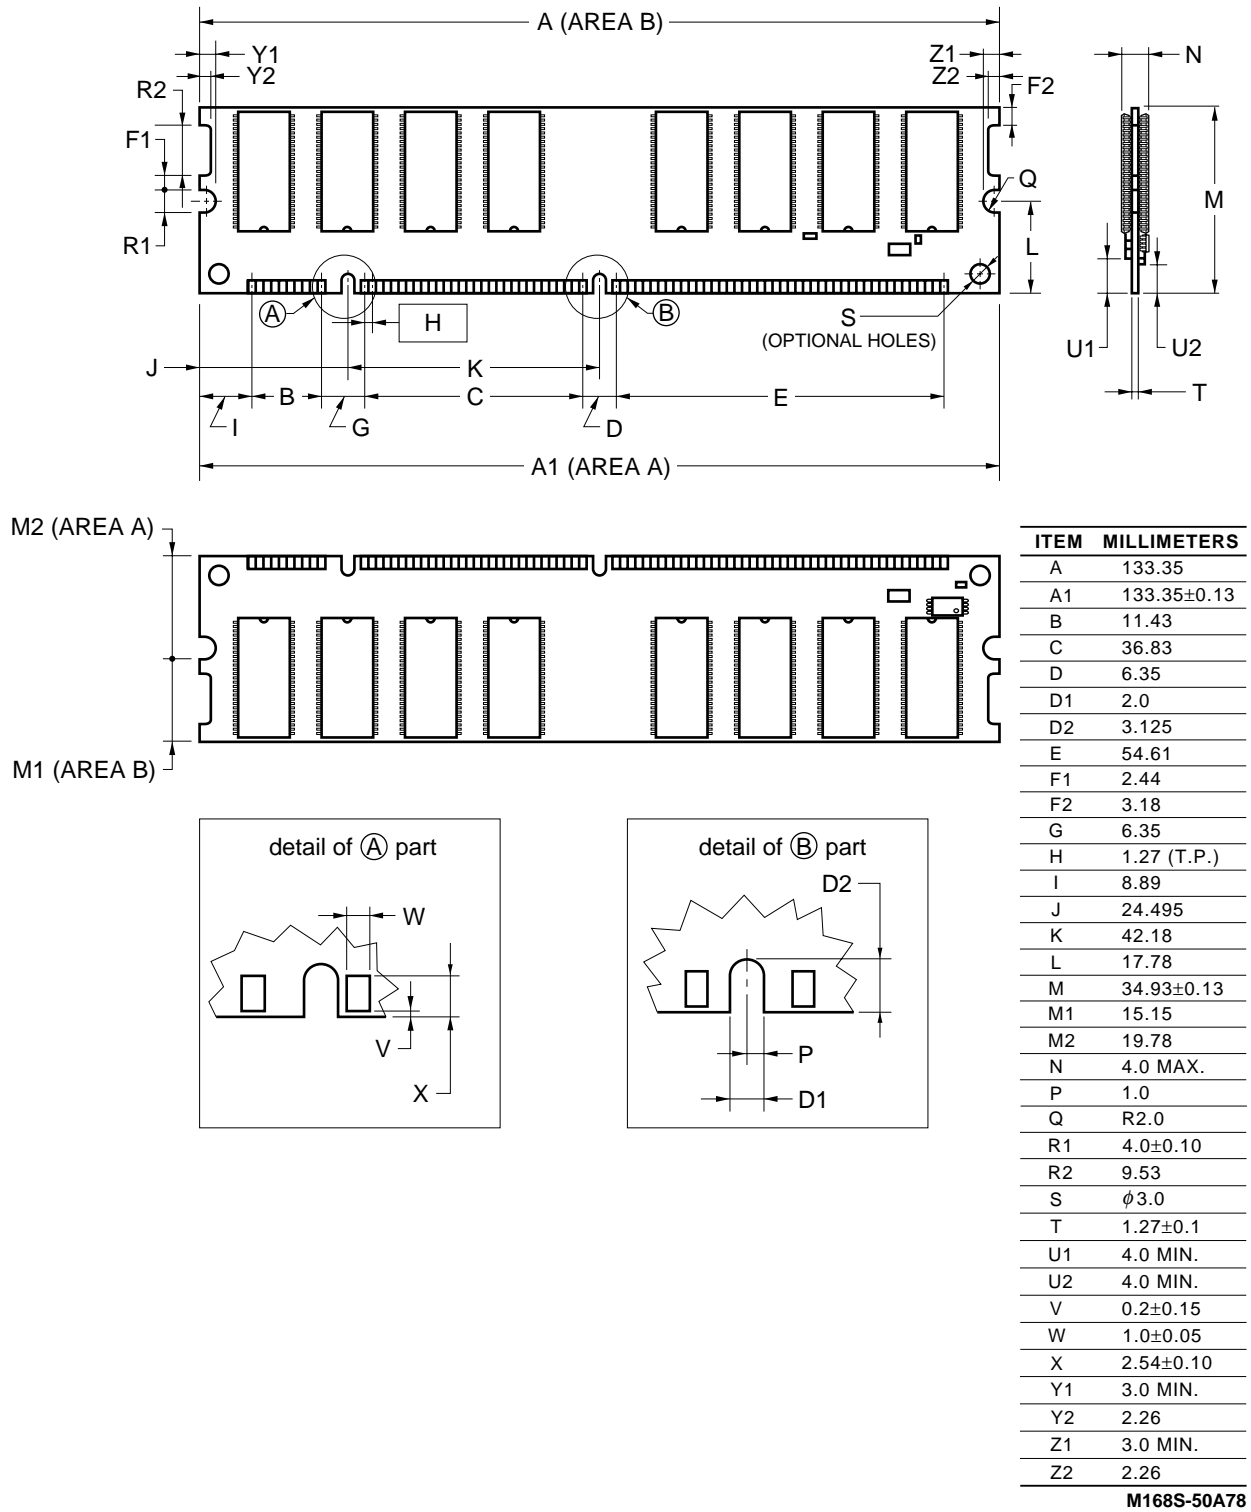 A (AREA B)
Y1
Z1
N
Y2
Z2
R2
F2
F1
Q
M
R1
L
A
H
B
S
(OPTIONAL HOLES)
U1
U2
J
K
B
C
E
T
I
G
D
A1 (AREA A)
M2 (AREA A)
M1 (AREA B)
detail of A part
W
V
X
detail of B part
D2
P
D1
ITEM MILLIMETERS
A 133.35
A1 133.35±0.13
B 11.43
C 36.83
D 6.35
D1 2.0
D2 3.125
E 54.61
F1 2.44
F2 3.18
G 6.35
H 1.27 (T.P.)
I 8.89
J 24.495
K 42.18
L 17.78
M 34.93±0.13
M1 15.15
M2 19.78
N 4.0 MAX.
P 1.0
Q R2.0
R1 4.0±0.10
R2 9.53
S φ3.0
T 1.27±0.1
U1 4.0 MIN.
U2 4.0 MIN.
V 0.2±0.15
W 1.0±0.05
X 2.54±0.10
Y1 3.0 MIN.
Y2 2.26
Z1 3.0 MIN.
Z2 2.26
M168S-50A78